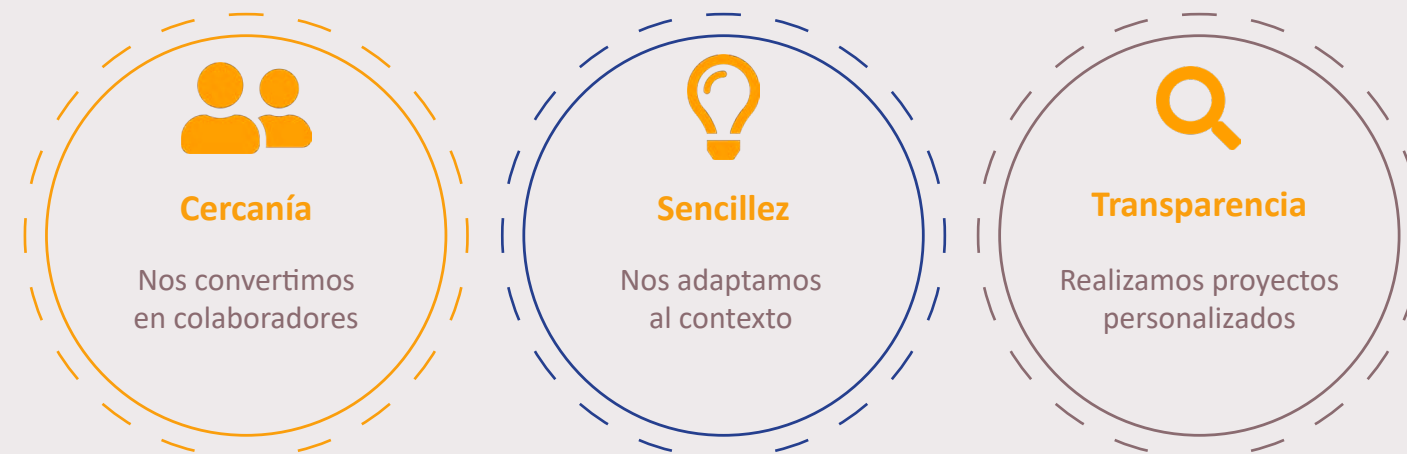 Cercanía
Nos convertimos
en colaboradores
Sencillez
Nos adaptamos
al contexto
Transparencia
Realizamos proyectos
personalizados